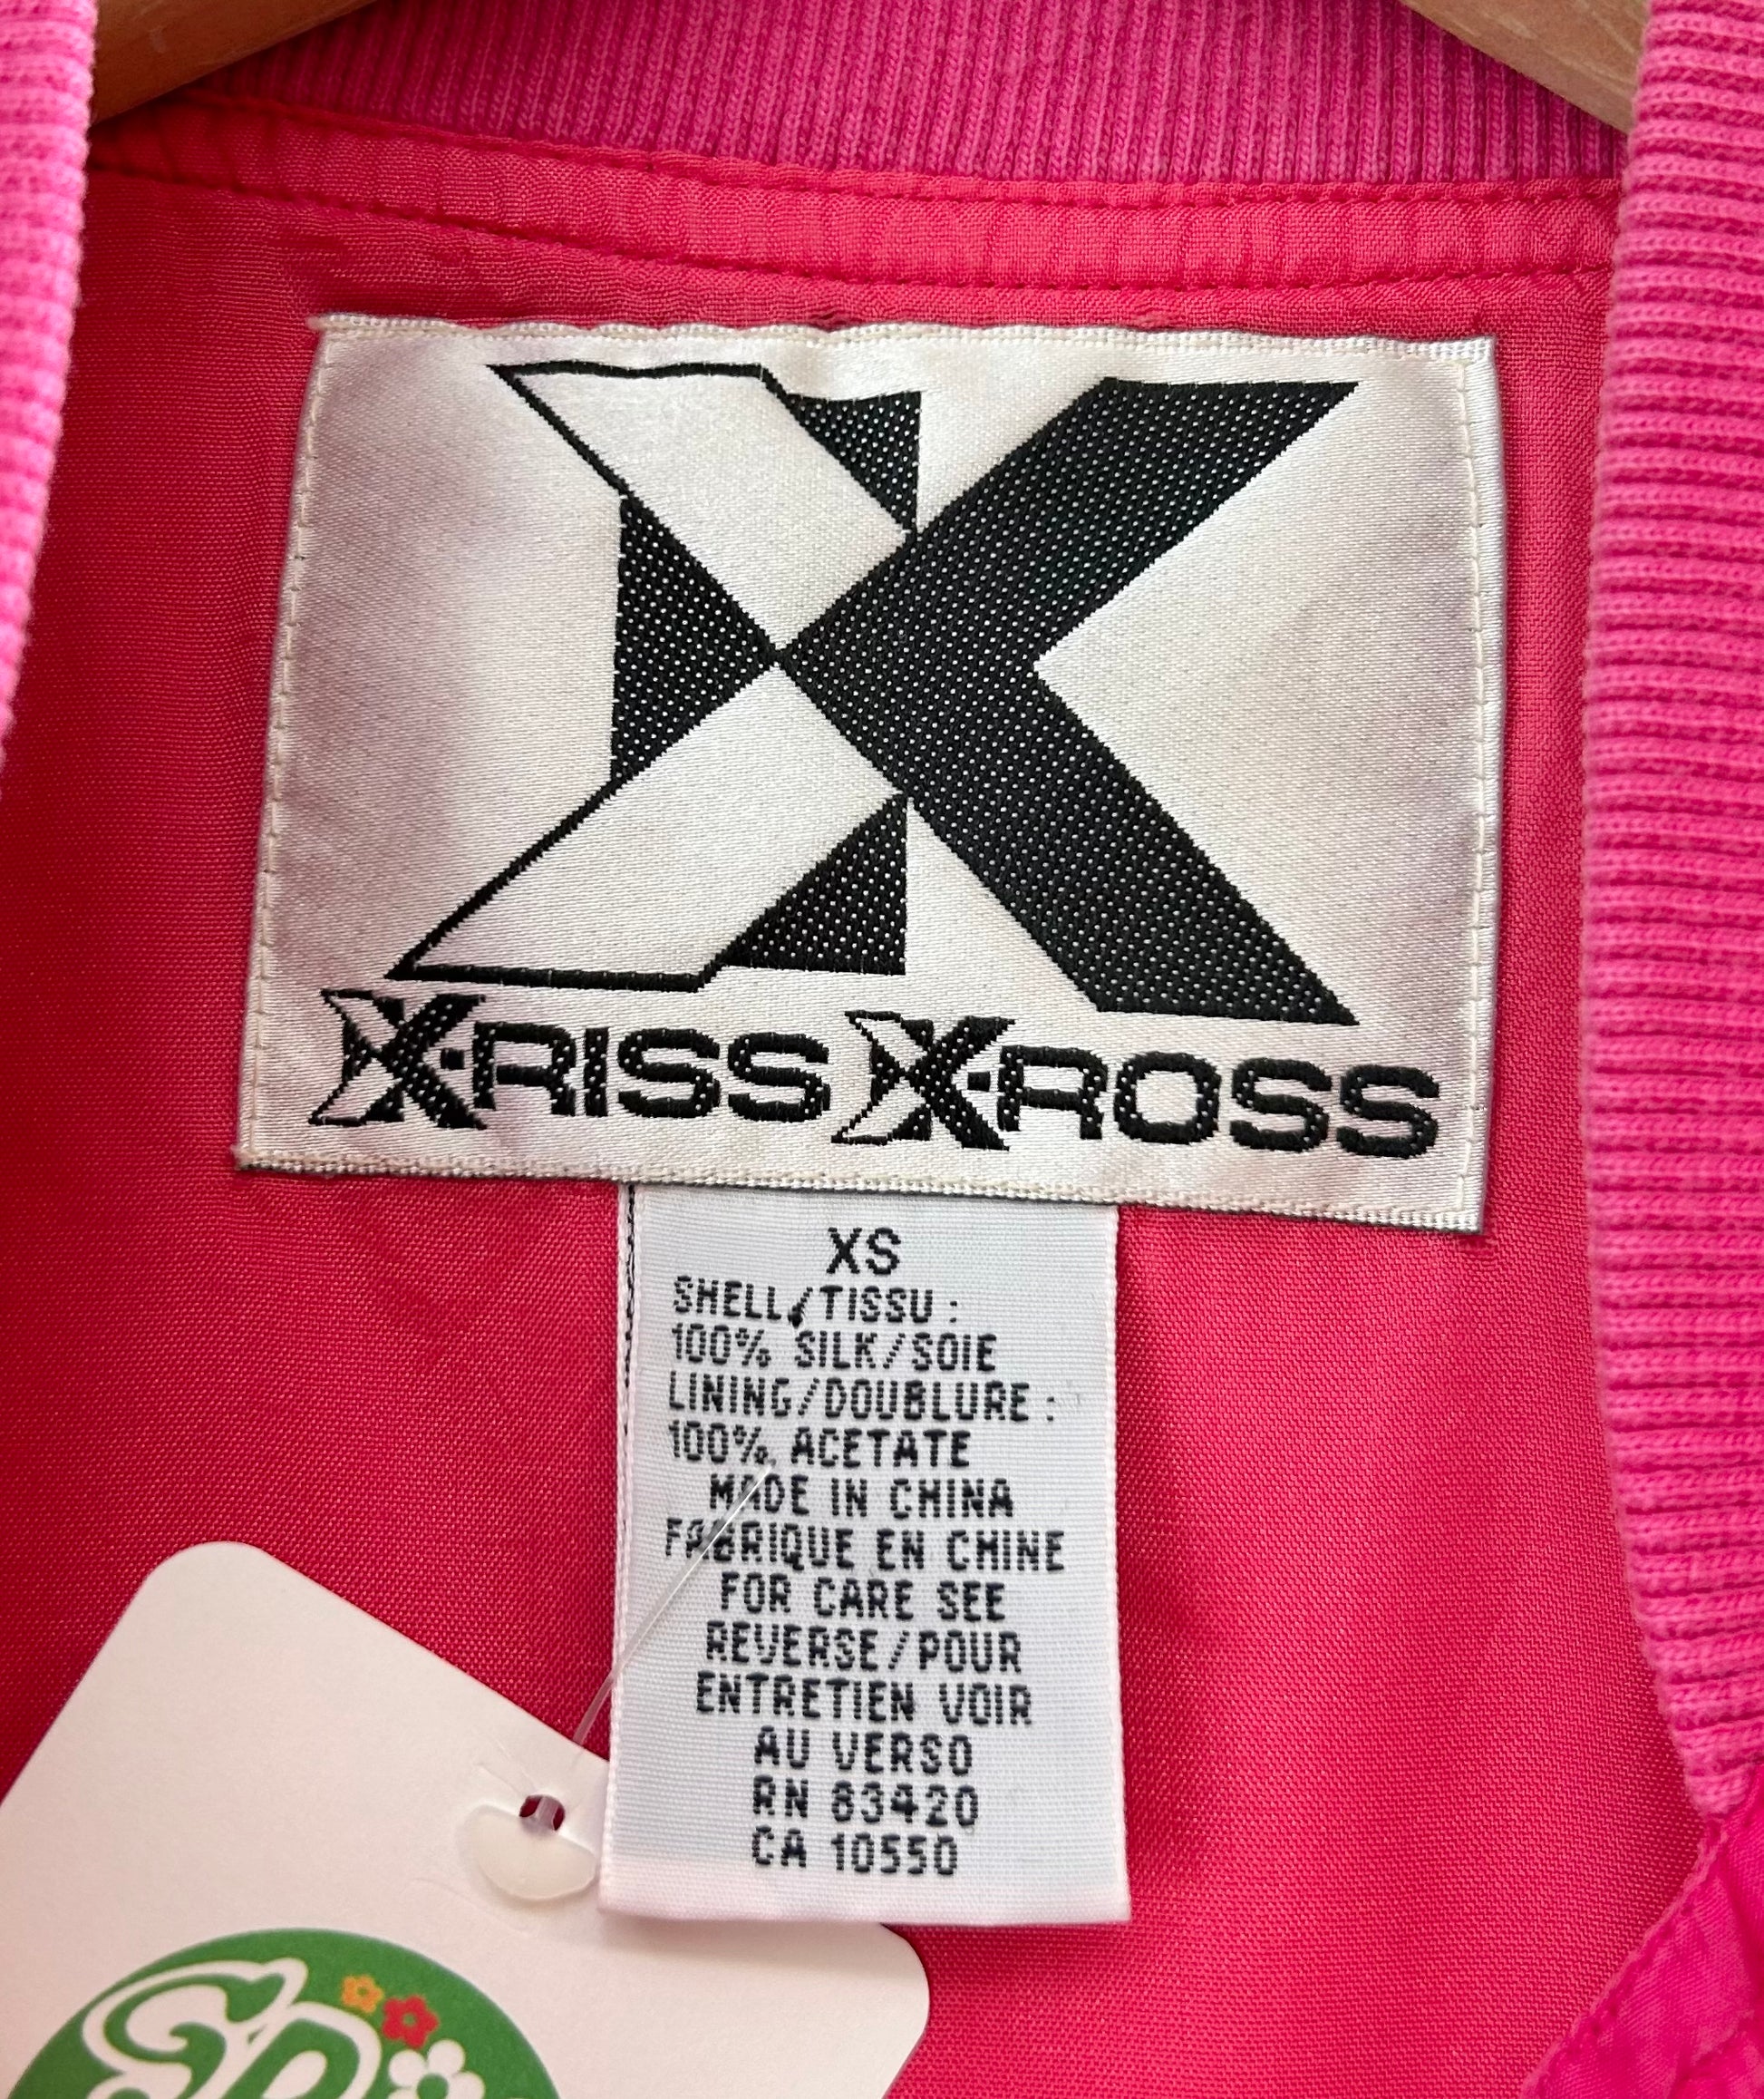 X-RISS X-ROSS
XS
SHELL/TISSU :
100% SILK/SOIE
LINING/DOUBLURE :
100% ACETATE
MADE IN CHINA
FABRIQUE EN CHINE
FOR CARE SEE
REVERSE/POUR
ENTRETIEN VOIR
AU VERSO
RN 83420
CA 10550